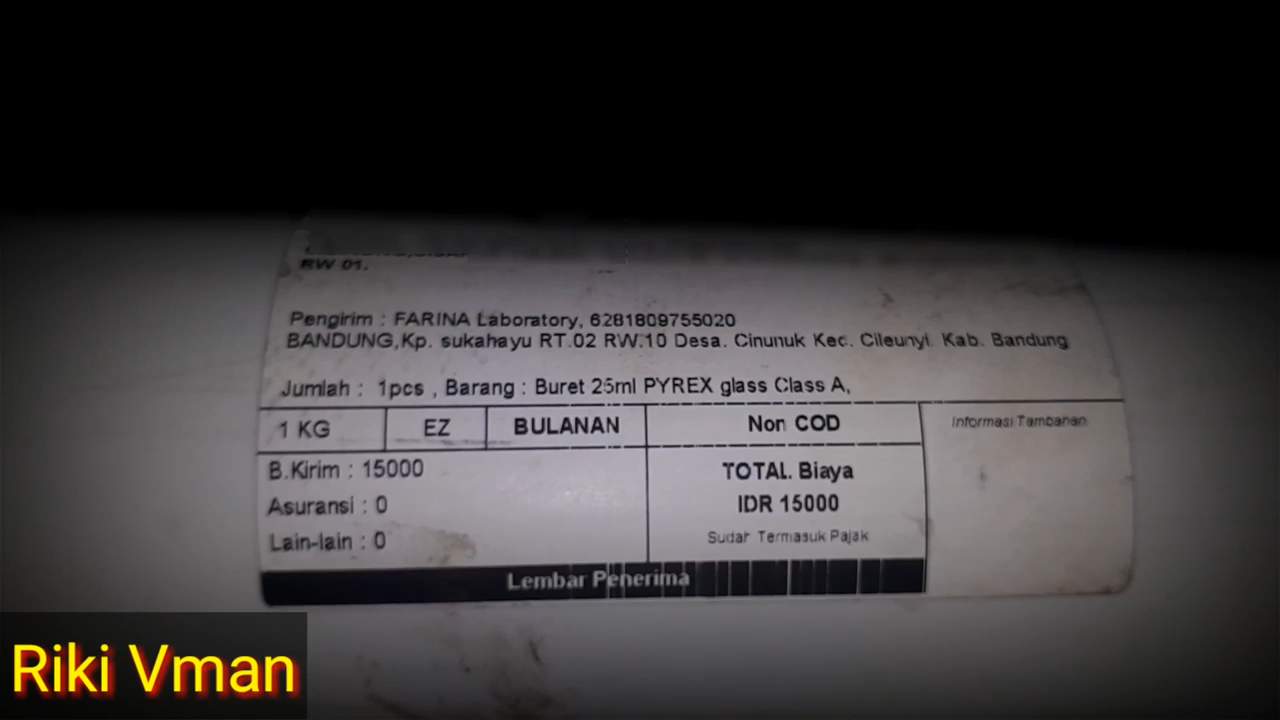 RW 01.
Pengirim : FARINA Laboratory, 6281809755020
BANDUNG,Kp. sukahayu RT.02 RW.10 Desa. Cinunuk Kec. Cileunyi. Kab. Bandung
Jumlah : 1pcs , Barang : Buret 25ml PYREX glass Class A,
1 KG EZ BULANAN Non COD Informasi Tambahan
B.Kirim : 15000
TOTAL. Biaya
Asuransi : 0
IDR 15000
Lain-lain : 0
Sudah Termasuk Pajak
Lembar Penerima
Riki Vman